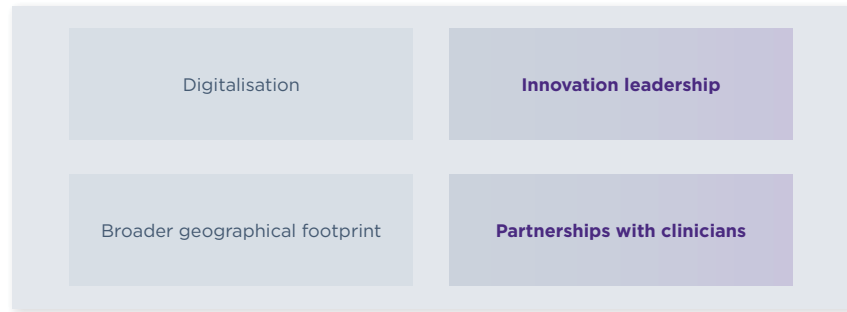 Digitalisation
Innovation leadership
Broader geographical footprint
Partnerships with clinicians